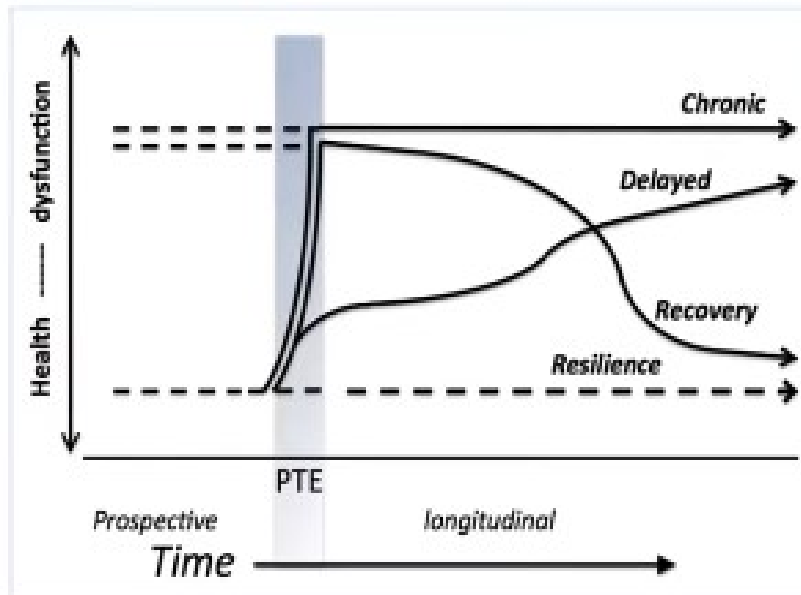 Health ------ dysfunction
Chronic
Delayed
Recovery
Resilience
PTE
Prospective
longitudinal
Time